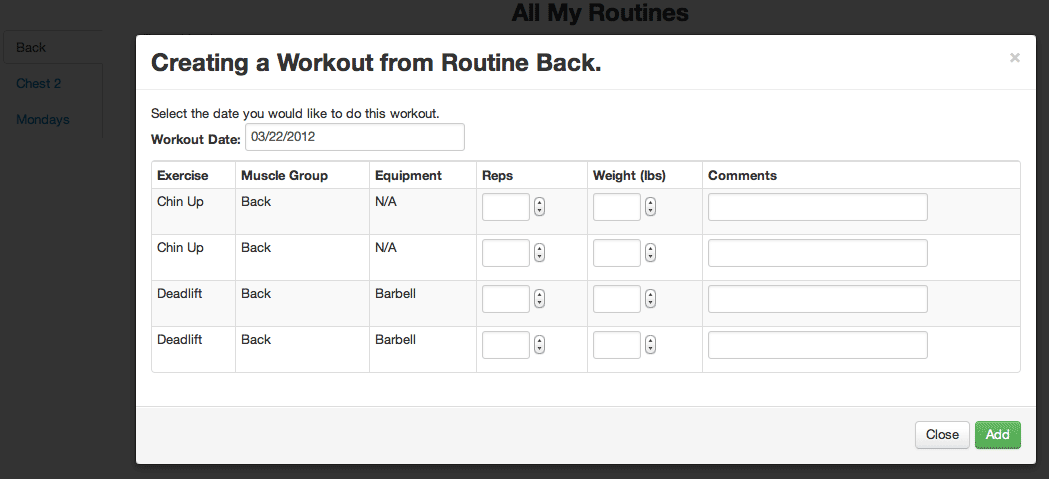 All My Routines
Back
Chest 2
Mondays
Creating a Workout from Routine Back.
×
Select the date you would like to do this workout.
Workout Date: 03/22/2012
Exercise Muscle Group Equipment Reps Weight (lbs) Comments
Chin Up Back N/A
Chin Up Back N/A
Deadlift Back Barbell
Deadlift Back Barbell
Close Add